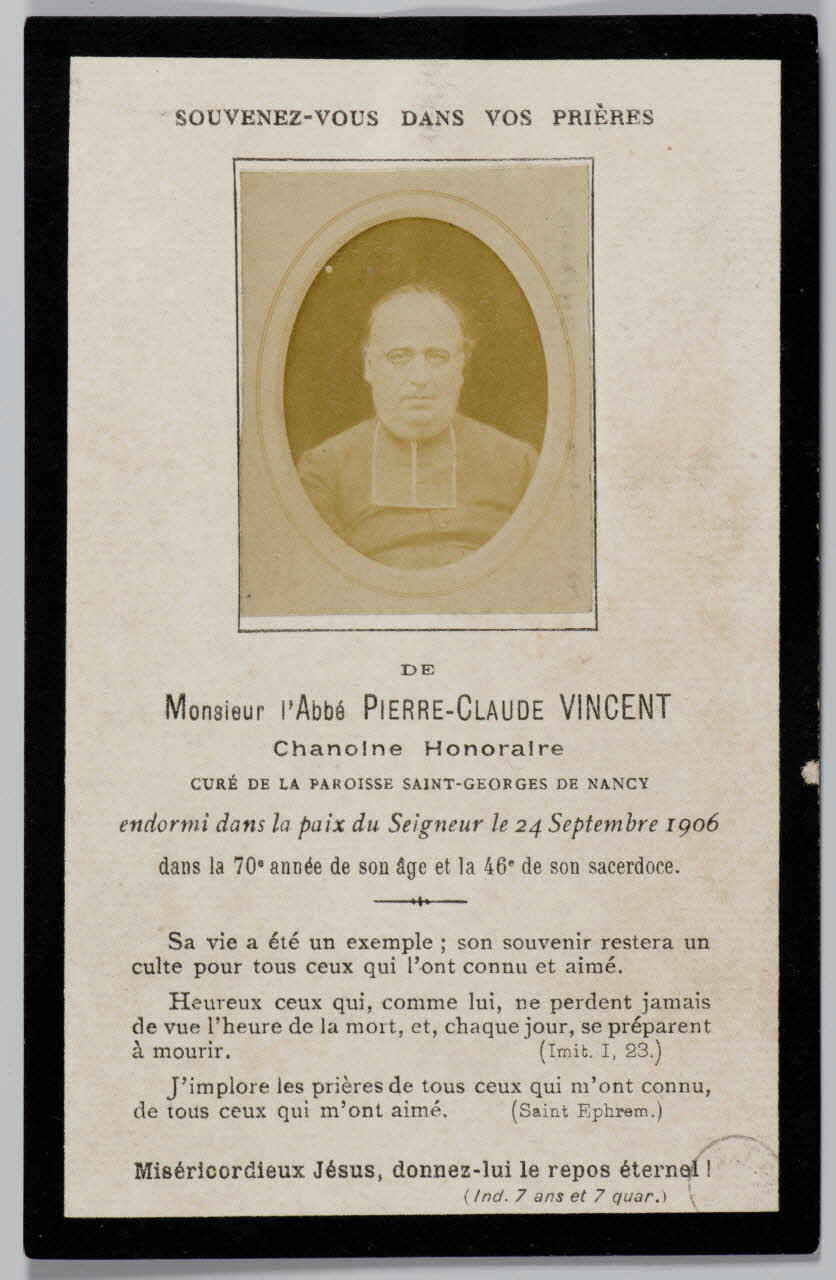 SOUVENEZ-VOUS DANS VOS PRIÈRES
DE
Monsieur l'Abbé PIERRE-CLAUDE VINCENT
Chanoine Honoraire
CURÉ DE LA PAROISSE SAINT-GEORGES DE NANCY
endormi dans la paix du Seigneur le 24 Septembre 1906
dans la 70e année de son âge et la 46e de son sacerdoce.
Sa vie a été un exemple ; son souvenir restera un
culte pour tous ceux qui l'ont connu et aimé.
Heureux ceux qui, comme lui, ne perdent jamais
de vue l'heure de la mort, et, chaque jour, se préparent
à mourir. (Imit. I, 23.)
J'implore les prières de tous ceux qui m'ont connu,
de tous ceux qui m'ont aimé. (Saint Ephrem.)
Miséricordieux Jésus, donnez-lui le repos éternel !
(Ind. 7 ans et 7 quar.)